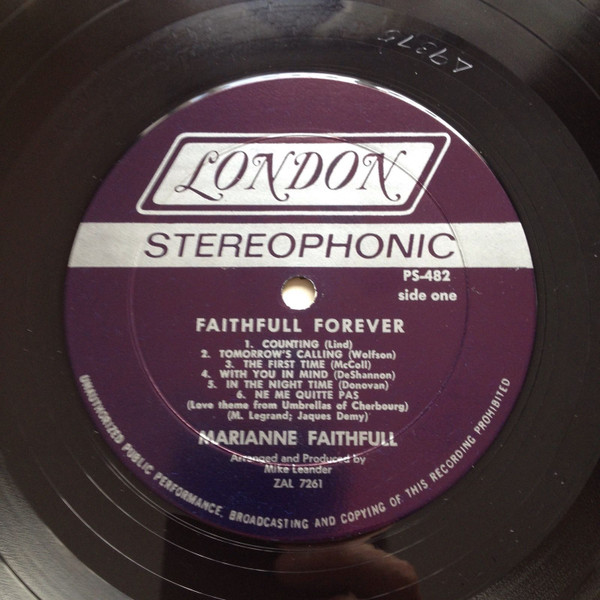 LONDON
STEREOPHONIC
PS-482
side one
FAITHFULL FOREVER
1. COUNTING (Lind)
2. TOMORROW'S CALLING (Wolfson)
3. THE FIRST TIME (McColl)
4. WITH YOU IN MIND (DeShannon)
5. IN THE NIGHT TIME (Donovan)
6. NE ME QUITTE PAS
(Love theme from Umbrellas of Cherbourg)
(M. Legrand; Jaques Demy)
MARIANNE FAITHFULL
Arranged and Produced by
Mike Leander
ZAL 7261
UNAUTHORIZED PUBLIC PERFORMANCE, BROADCASTING AND COPYING OF THIS RECORDING PROHIBITED